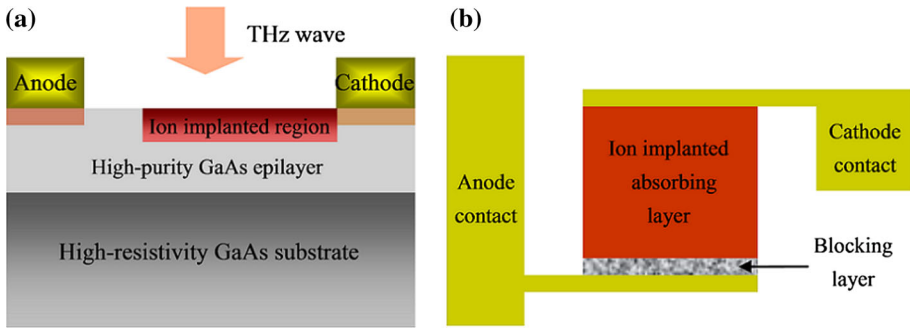 (a)
THz wave
Anode
Cathode
Ion implanted region
High-purity GaAs epilayer
High-resistivity GaAs substrate
(b)
Anode
contact
Ion implanted
absorbing
layer
Cathode
contact
Blocking
layer